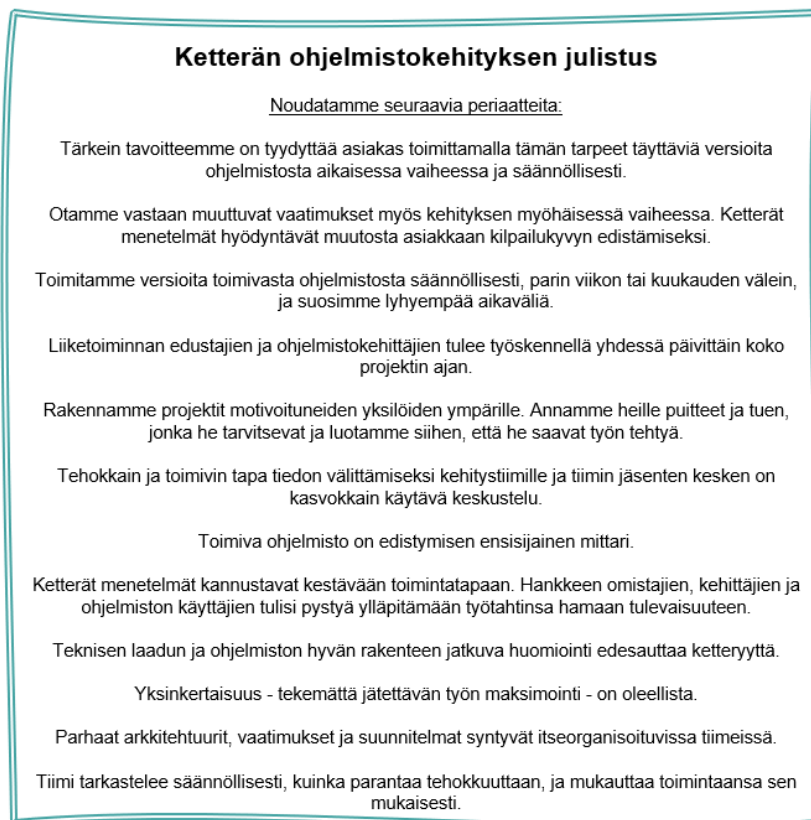 Ketterän ohjelmistokehityksen julistus
Noudatamme seuraavia periaatteita:
Tärkein tavoitteemme on tyydyttää asiakas toimittamalla tämän tarpeet täyttäviä versioita
ohjelmistosta aikaisessa vaiheessa ja säännöllisesti.
Otamme vastaan muuttuvat vaatimukset myös kehityksen myöhäisessä vaiheessa. Ketterät
menetelmät hyödyntävät muutosta asiakkaan kilpailukyvyn edistämiseksi.
Toimitamme versioita toimivasta ohjelmistosta säännöllisesti, parin viikon tai kuukauden välein,
ja suosimme lyhyempää aikaväliä.
Liiketoiminnan edustajien ja ohjelmistokehittäjien tulee työskennellä yhdessä päivittäin koko
projektin ajan.
Rakennamme projektit motivoituneiden yksilöiden ympärille. Annamme heille puitteet ja tuen,
jonka he tarvitsevat ja luotamme siihen, että he saavat työn tehtyä.
Tehokkain ja toimivin tapa tiedon välittämiseksi kehitystiimille ja tiimin jäsenten kesken on
kasvokkain käytävä keskustelu.
Toimiva ohjelmisto on edistymisen ensisijainen mittari.
Ketterät menetelmät kannustavat kestävään toimintatapaan. Hankkeen omistajien, kehittäjien ja
ohjelmiston käyttäjien tulisi pystyä ylläpitämään työtahtinsa hamaan tulevaisuuteen.
Teknisen laadun ja ohjelmiston hyvän rakenteen jatkuva huomiointi edesauttaa ketteryyttä.
Yksinkertaisuus - tekemättä jätettävän työn maksimointi - on oleellista.
Parhaat arkkitehtuurit, vaatimukset ja suunnitelmat syntyvät itseorganisoituvissa tiimeissä.
Tiimi tarkastelee säännöllisesti, kuinka parantaa tehokkuuttaan, ja mukauttaa toimintaansa sen
mukaisesti.